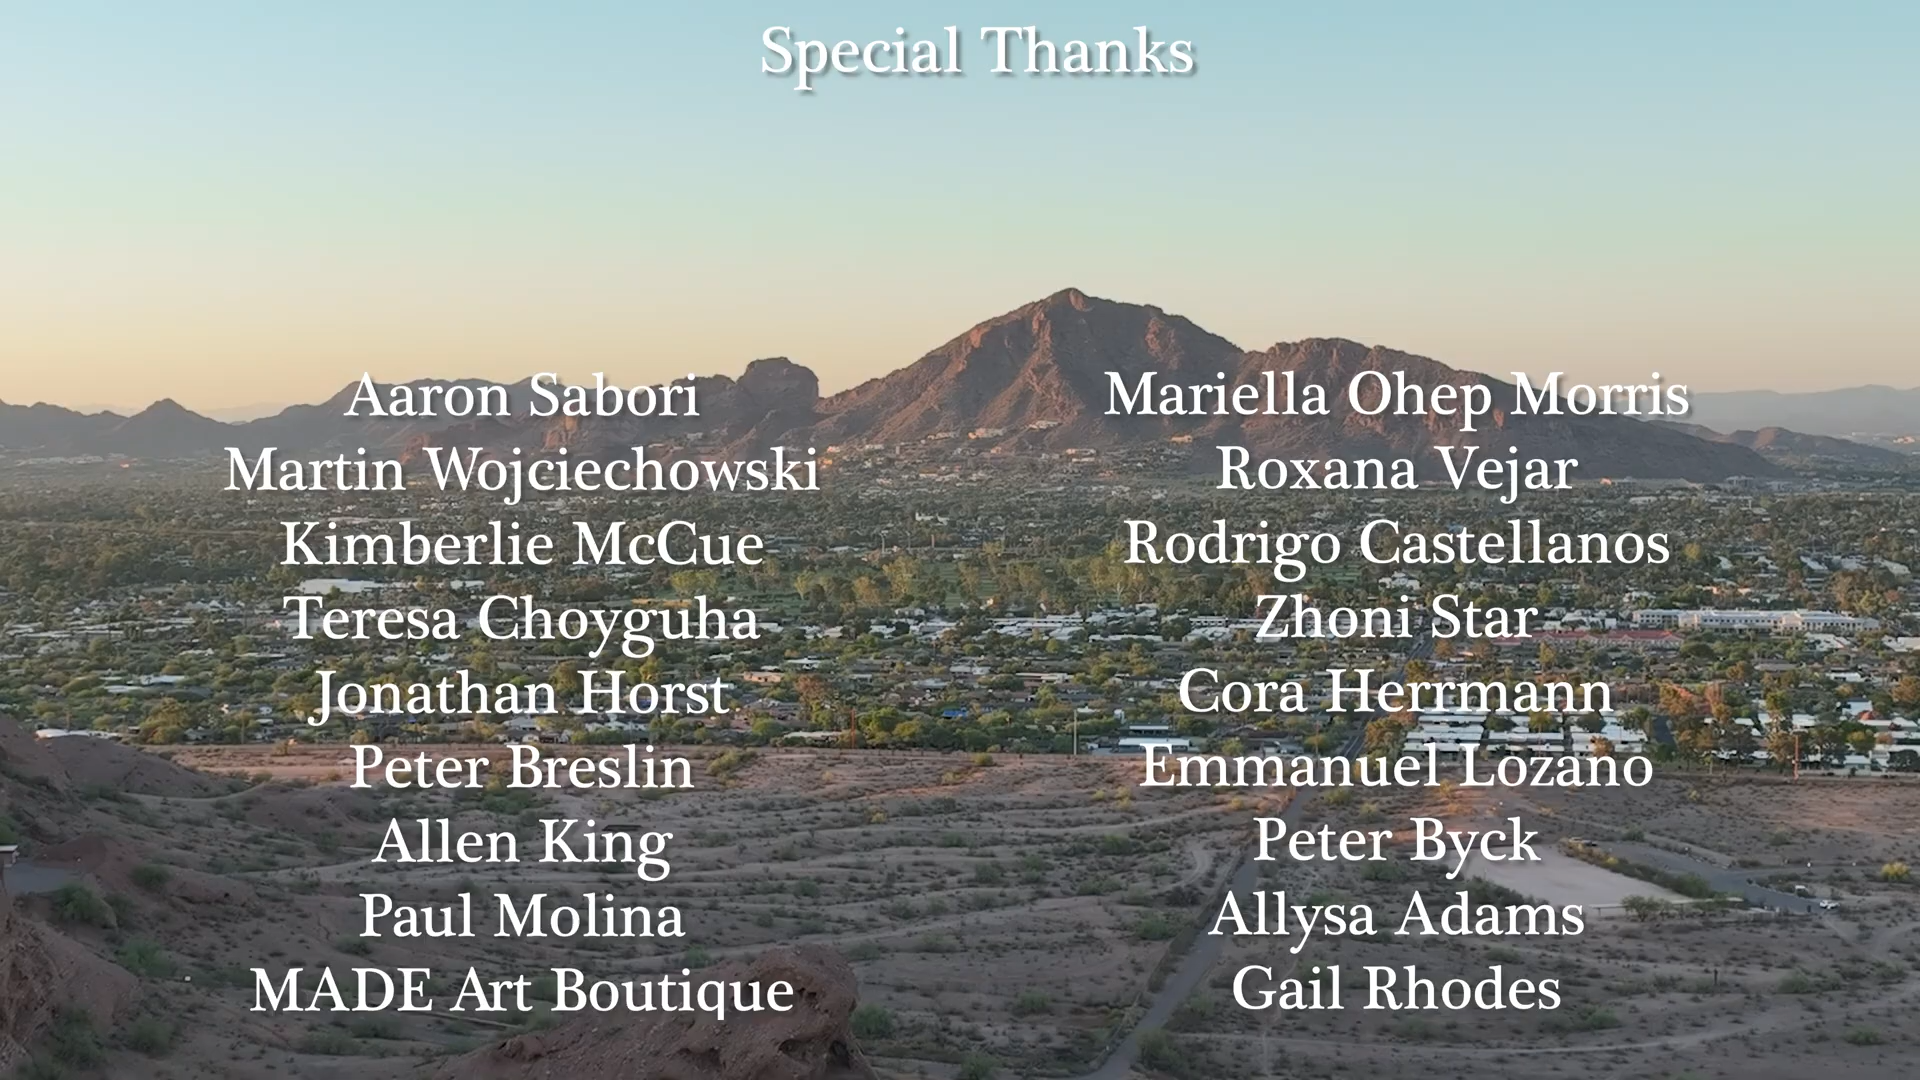 Special Thanks
Aaron Sabori
Martin Wojciechowski
Kimberlie McCue
Teresa Choyguha
Jonathan Horst
Peter Breslin
Allen King
Paul Molina
MADE Art Boutique
Mariella Ohep Morris
Roxana Vejar
Rodrigo Castellanos
Zhoni Star
Cora Herrmann
Emmanuel Lozano
Peter Byck
Allysa Adams
Gail Rhodes